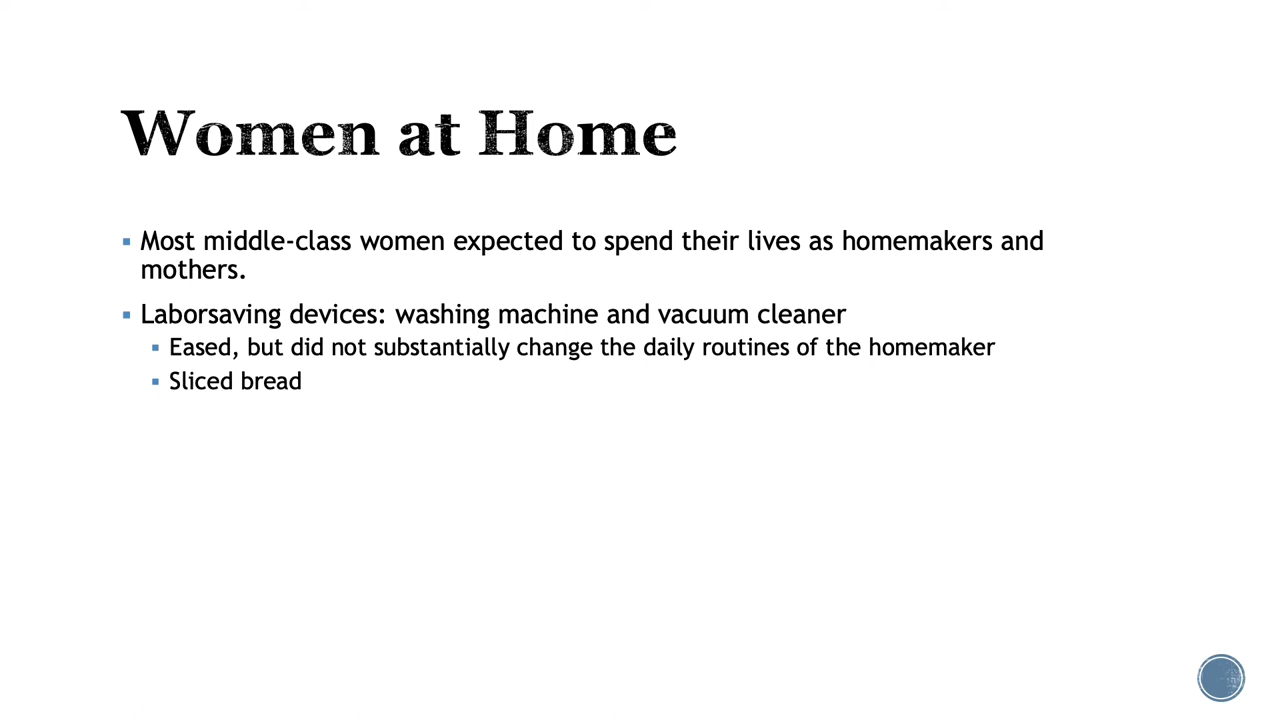 Women at Home
▪ Most middle-class women expected to spend their lives as homemakers and
mothers.
▪ Laborsaving devices: washing machine and vacuum cleaner
▪ Eased, but did not substantially change the daily routines of the homemaker
▪ Sliced bread